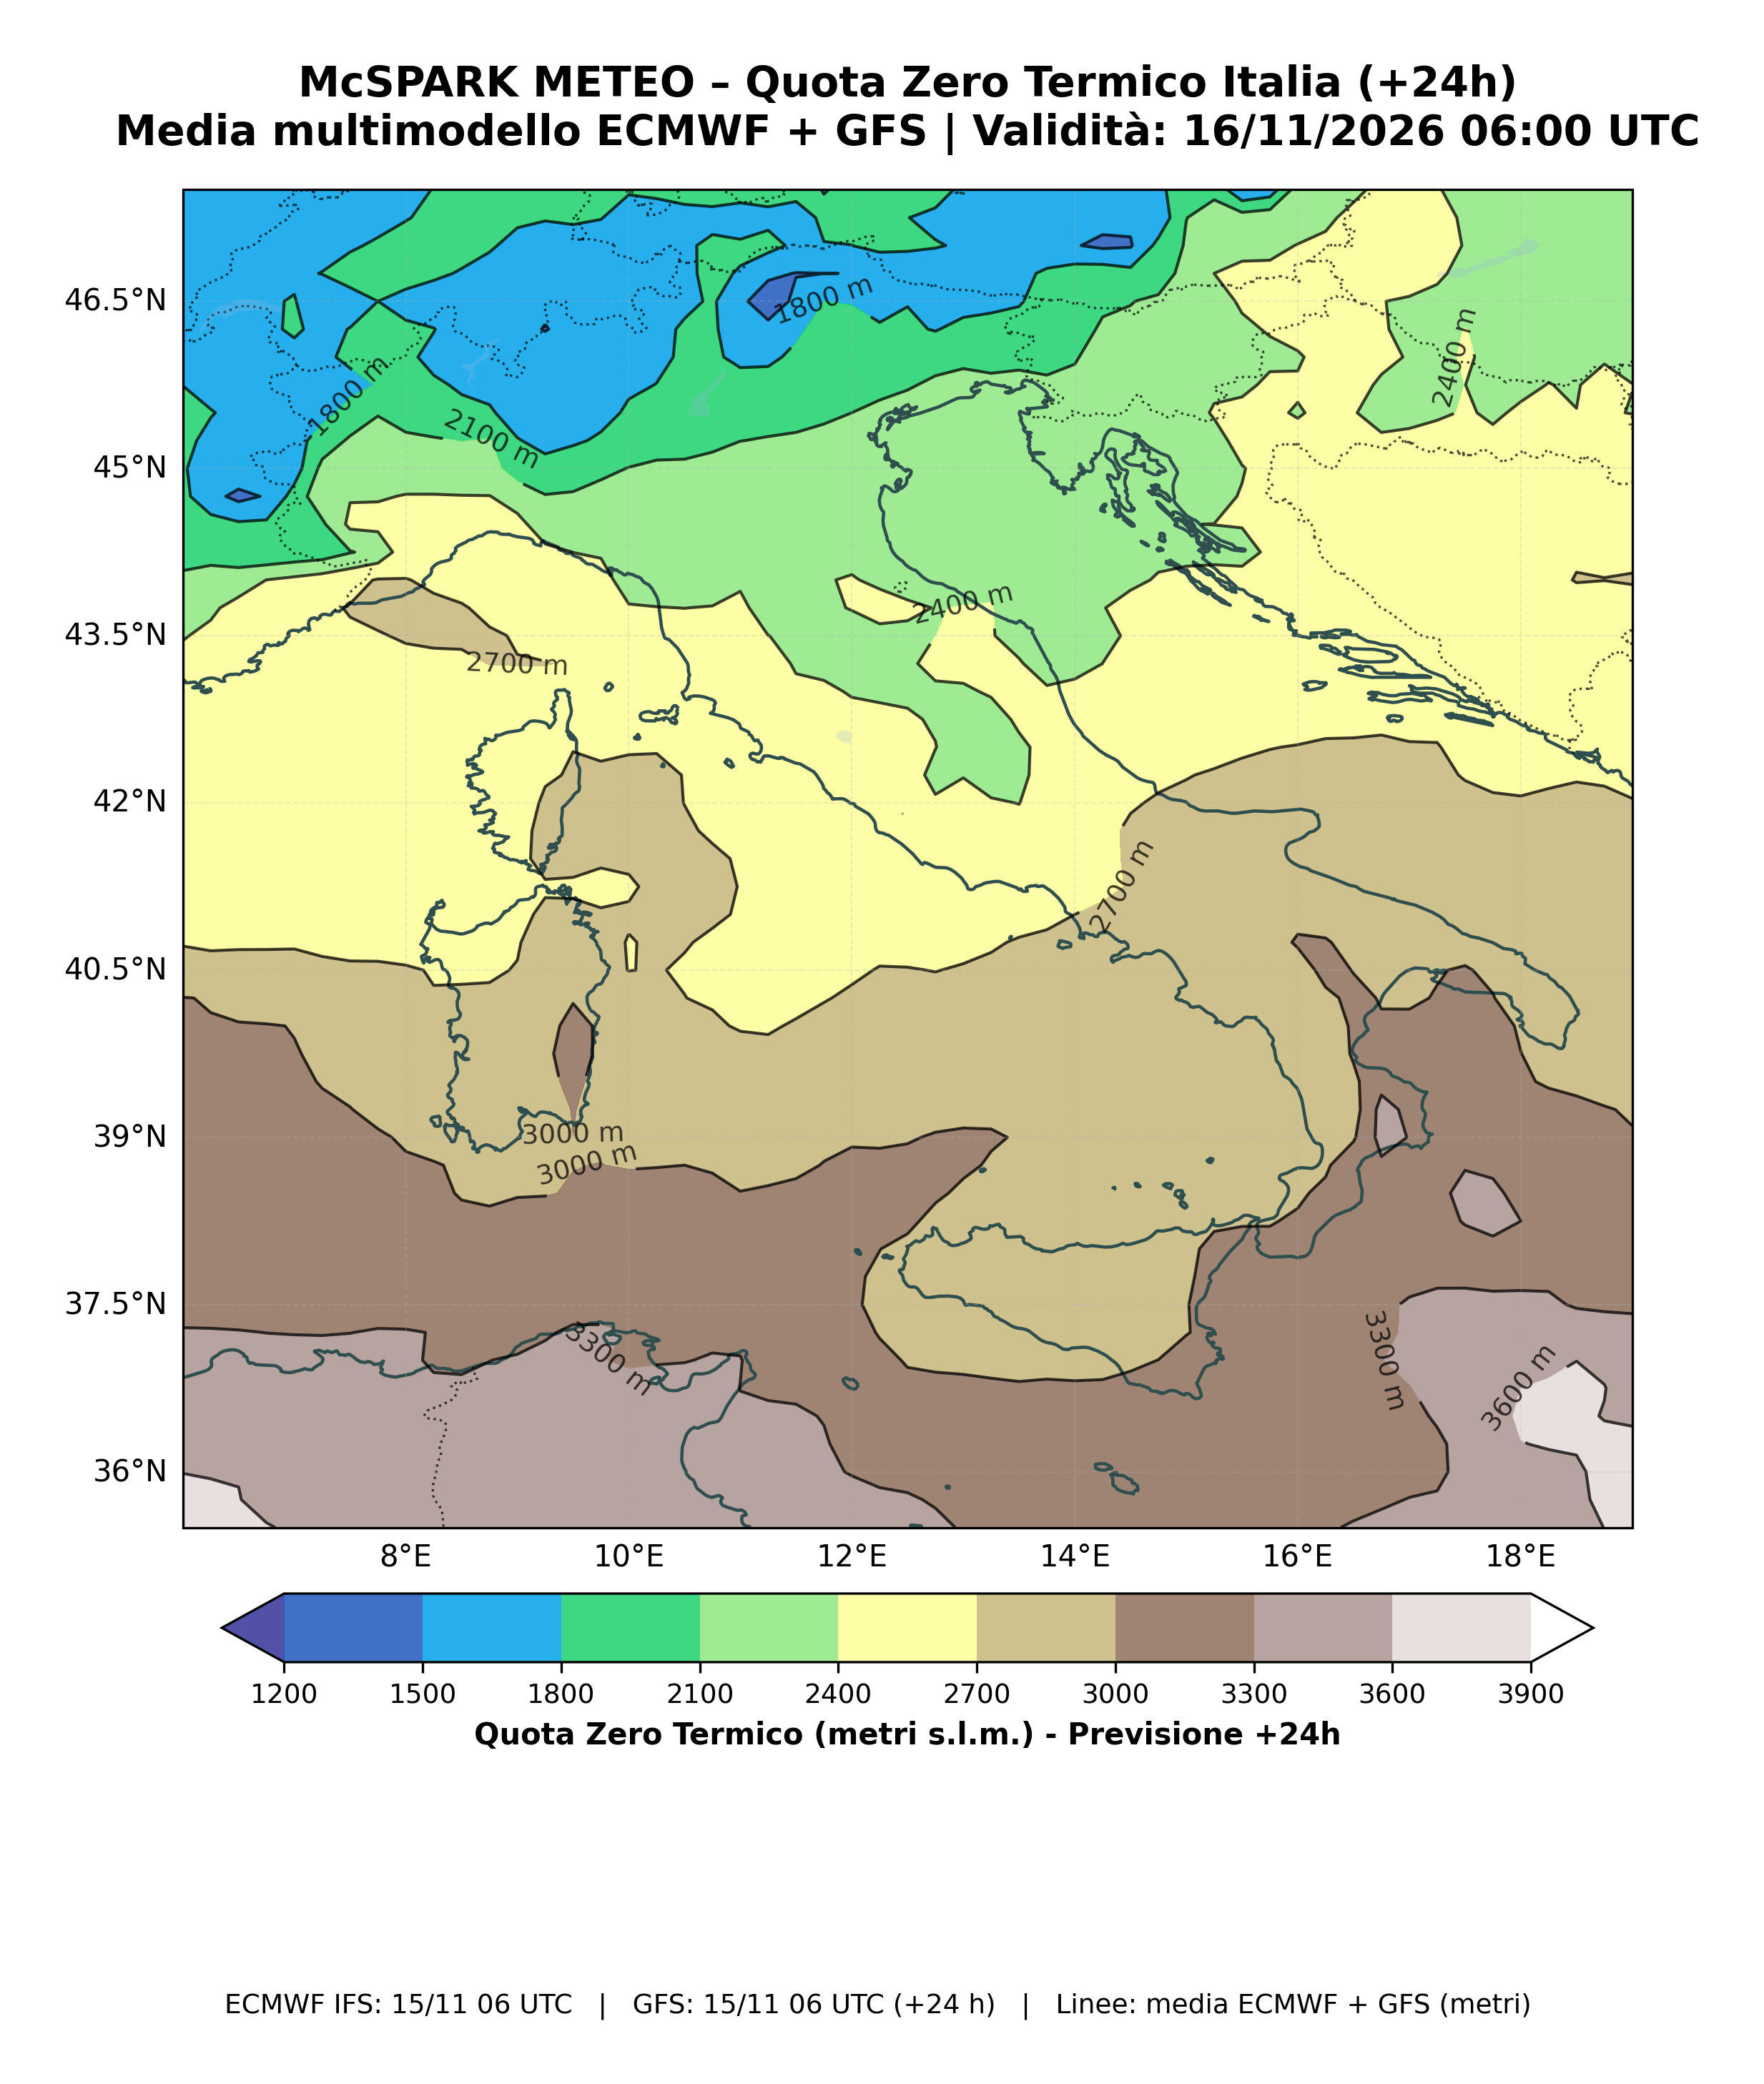 McSPARK METEO – Quota Zero Termico Italia (+24h)
Media multimodello ECMWF + GFS | Validità: 16/11/2026 06:00 UTC
46.5°N
45°N
43.5°N
42°N
40.5°N
39°N
37.5°N
36°N
1800 m
1800 m
2400 m
2100 m
2400 m
2700 m
2700 m
3000 m
3000 m
3300 m
3300 m
3600 m
8°E 10°E 12°E 14°E 16°E 18°E
1200 1500 1800 2100 2400 2700 3000 3300 3600 3900
Quota Zero Termico (metri s.l.m.) - Previsione +24h
ECMWF IFS: 15/11 06 UTC | GFS: 15/11 06 UTC (+24 h) | Linee: media ECMWF + GFS (metri)